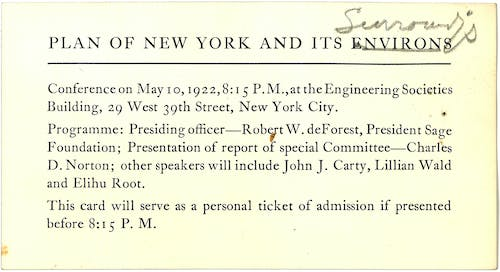 PLAN OF NEW YORK AND ITS ENVIRONS
Conference on May 10, 1922, 8:15 P.M., at the Engineering Societies
Building, 29 West 39th Street, New York City.
Programme: Presiding officer—Robert W. deForest, President Sage
Foundation; Presentation of report of special Committee—Charles
D. Norton; other speakers will include John J. Carty, Lillian Wald
and Elihu Root.
This card will serve as a personal ticket of admission if presented
before 8:15 P. M.